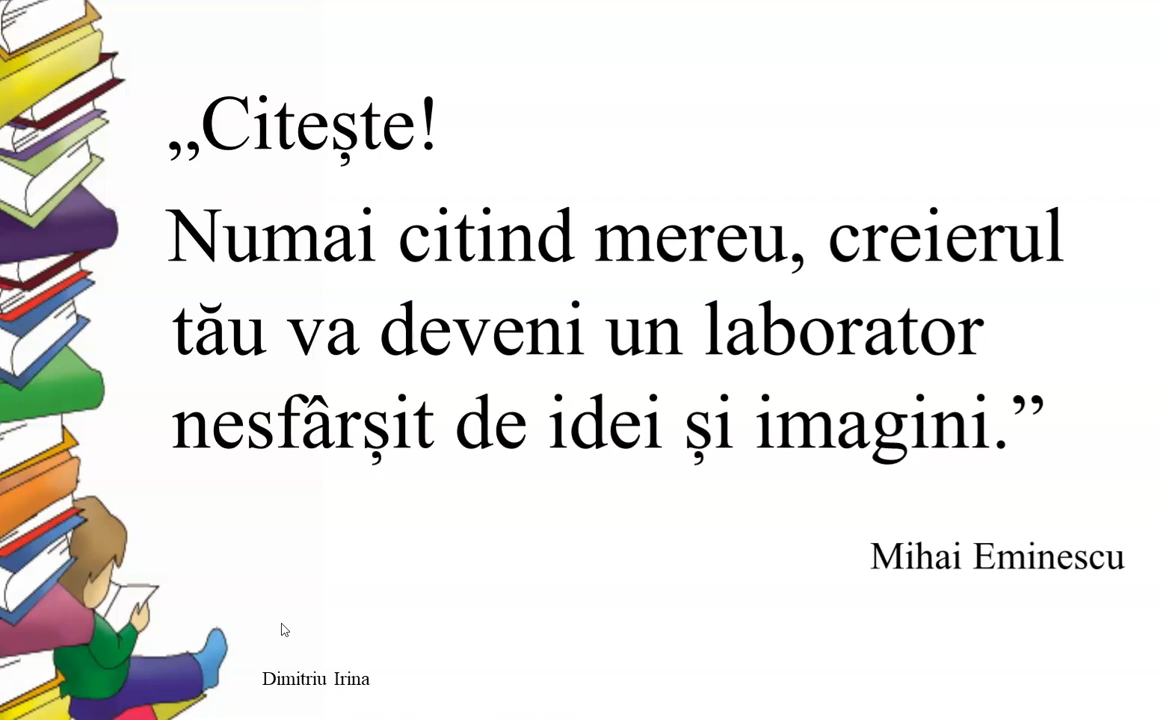 „Citește!
Numai citind mereu, creierul
tău va deveni un laborator
nesfârșit de idei și imagini.”
Mihai Eminescu
Dimitriu Irina